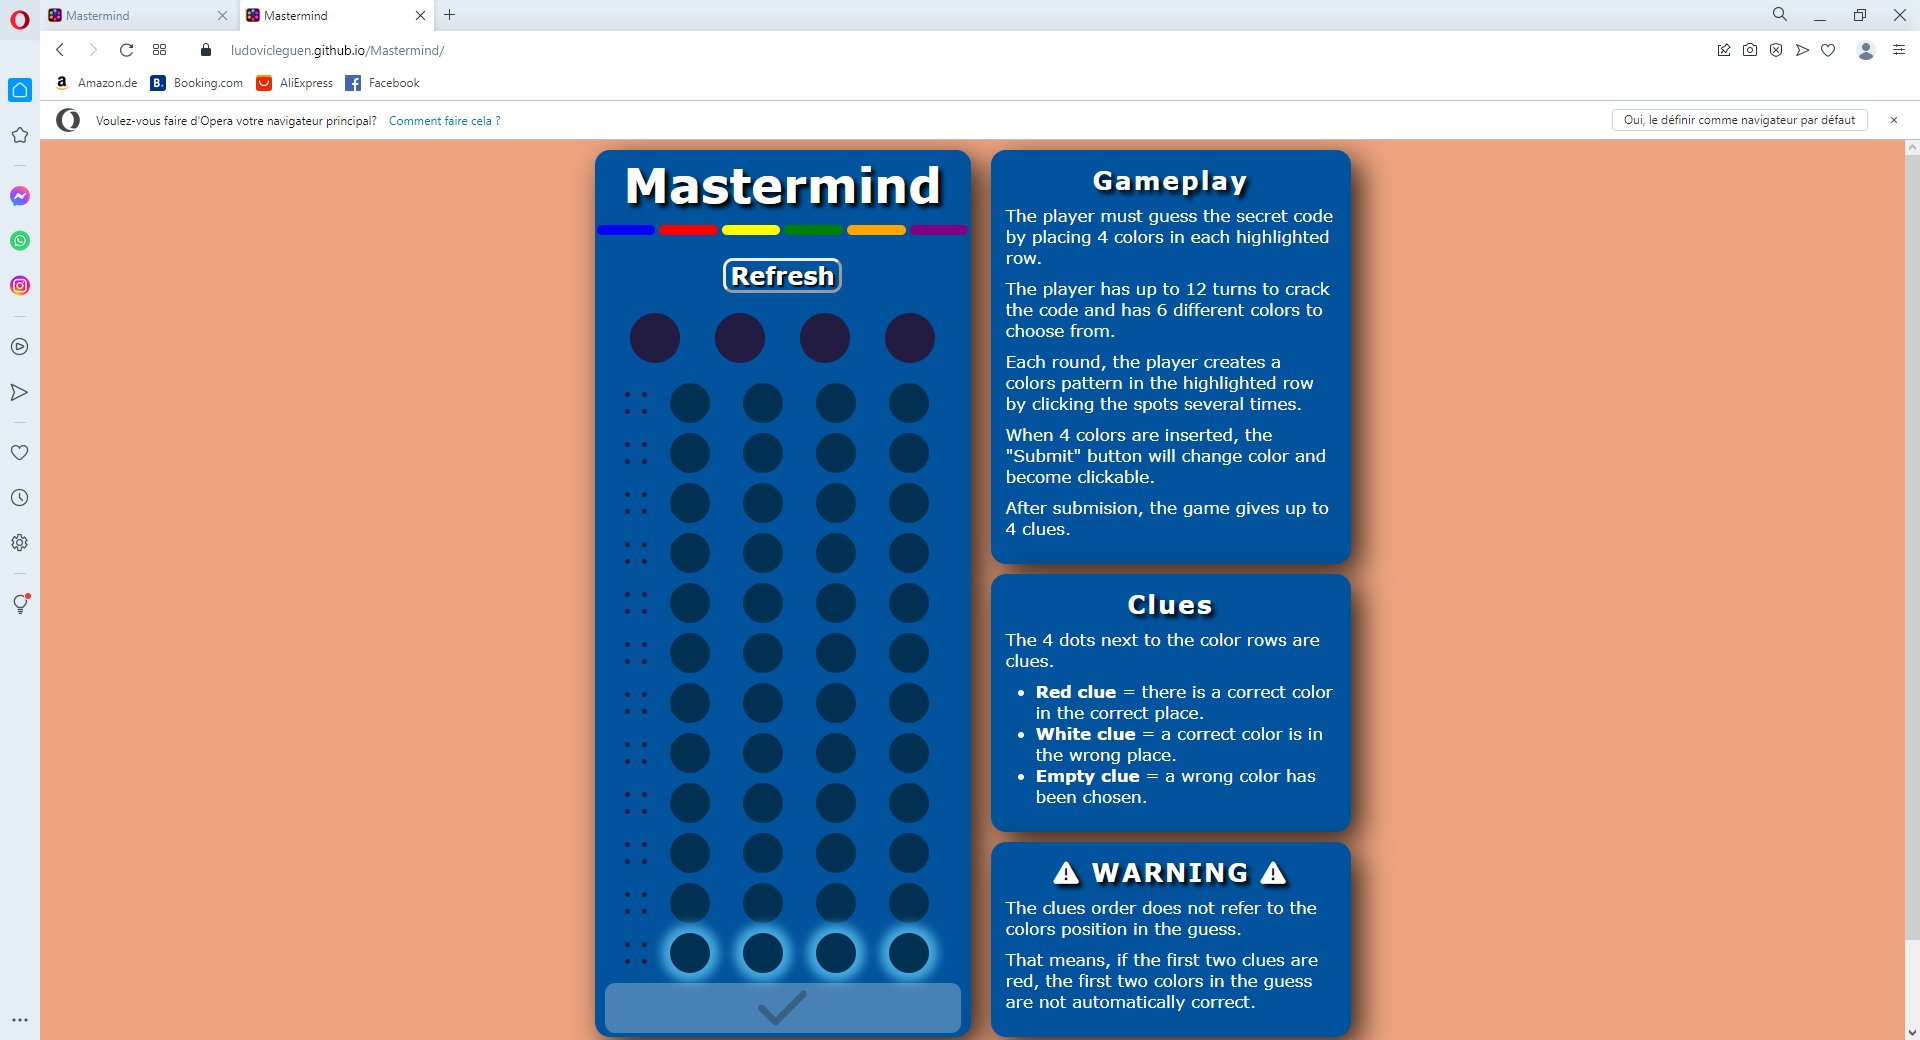 Mastermind
Mastermind
ludovicleguen.github.io/Mastermind/
Amazon.de
Booking.com
AliExpress
Facebook
Voulez-vous faire d'Opera votre navigateur principal? Comment faire cela ?
Oui, le définir comme navigateur par défaut
Mastermind
Refresh
Gameplay
The player must guess the secret code
by placing 4 colors in each highlighted
row.
The player has up to 12 turns to crack
the code and has 6 different colors to
choose from.
Each round, the player creates a
colors pattern in the highlighted row
by clicking the spots several times.
When 4 colors are inserted, the
"Submit" button will change color and
become clickable.
After submision, the game gives up to
4 clues.
Clues
The 4 dots next to the color rows are
clues.
• Red clue = there is a correct color
in the correct place.
• White clue = a correct color is in
the wrong place.
• Empty clue = a wrong color has
been chosen.
WARNING
The clues order does not refer to the
colors position in the guess.
That means, if the first two clues are
red, the first two colors in the guess
are not automatically correct.